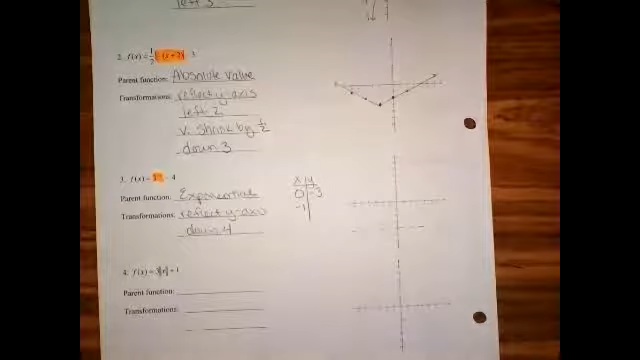 left 3
2. f(x) = 1/2 |-(x + 2)| - 3
Parent function: Absolute value
Transformations: reflect y-axis
left 2
v. shrink by 1/2
down 3
3. f(x) = - 4
Parent function: Exponential
Transformations: reflect y-axis
down 4
x y
0 -3
-1
4. f(x) = + 1
Parent function:
Transformations: